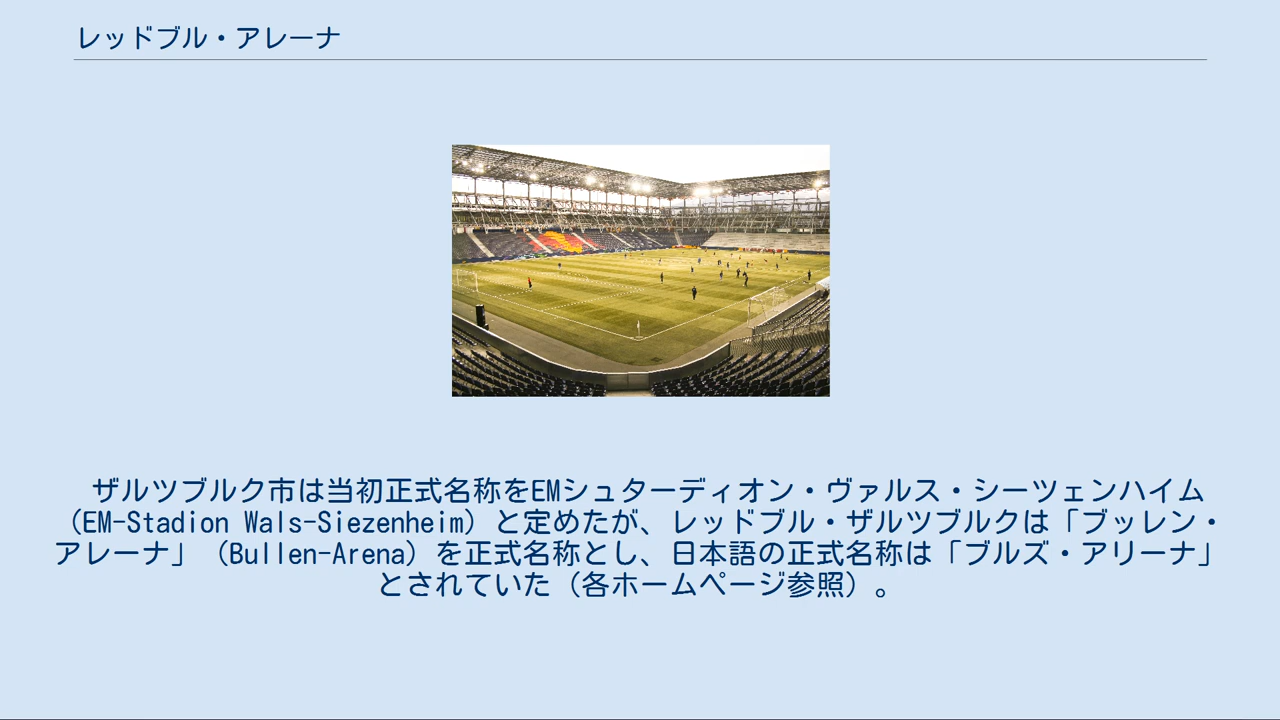 レッドブル・アレーナ
ザルツブルク市は当初正式名称をEMシュターディオン・ヴァルス・シーツェンハイム
（EM-Stadion Wals-Siezenheim）と定めたが、レッドブル・ザルツブルクは「ブッレン・
アレーナ」（Bullen-Arena）を正式名称とし、日本語の正式名称は「ブルズ・アリーナ」
とされていた（各ホームページ参照）。